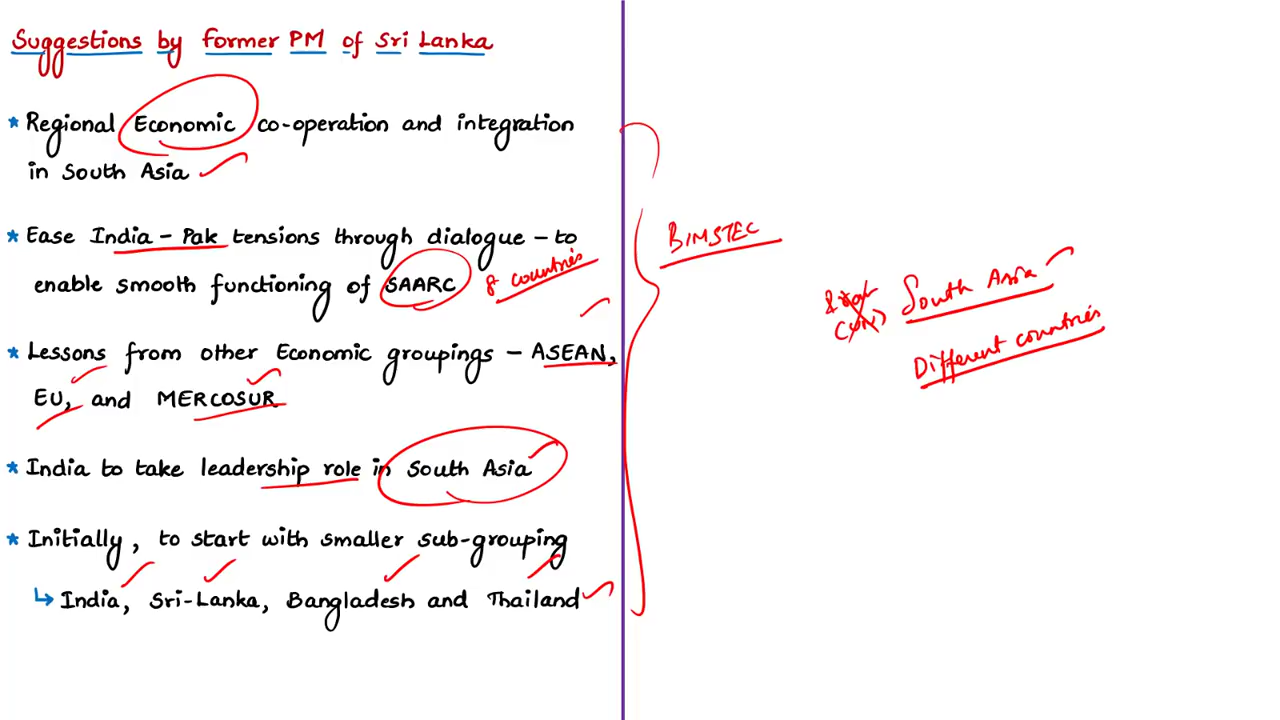 Suggestions by former PM of Sri Lanka
* Regional Economic co-operation and integration
in South Asia
* Ease India - Pak tensions through dialogue - to
enable smooth functioning of SAARC 8 countries
* Lessons from other Economic groupings - ASEAN,
EU, and MERCOSUR
* India to take leadership role in South Asia
* Initially, to start with smaller sub-grouping
↳ India, Sri-Lanka, Bangladesh and Thailand
BIMSTEC
South Asia
Different countries